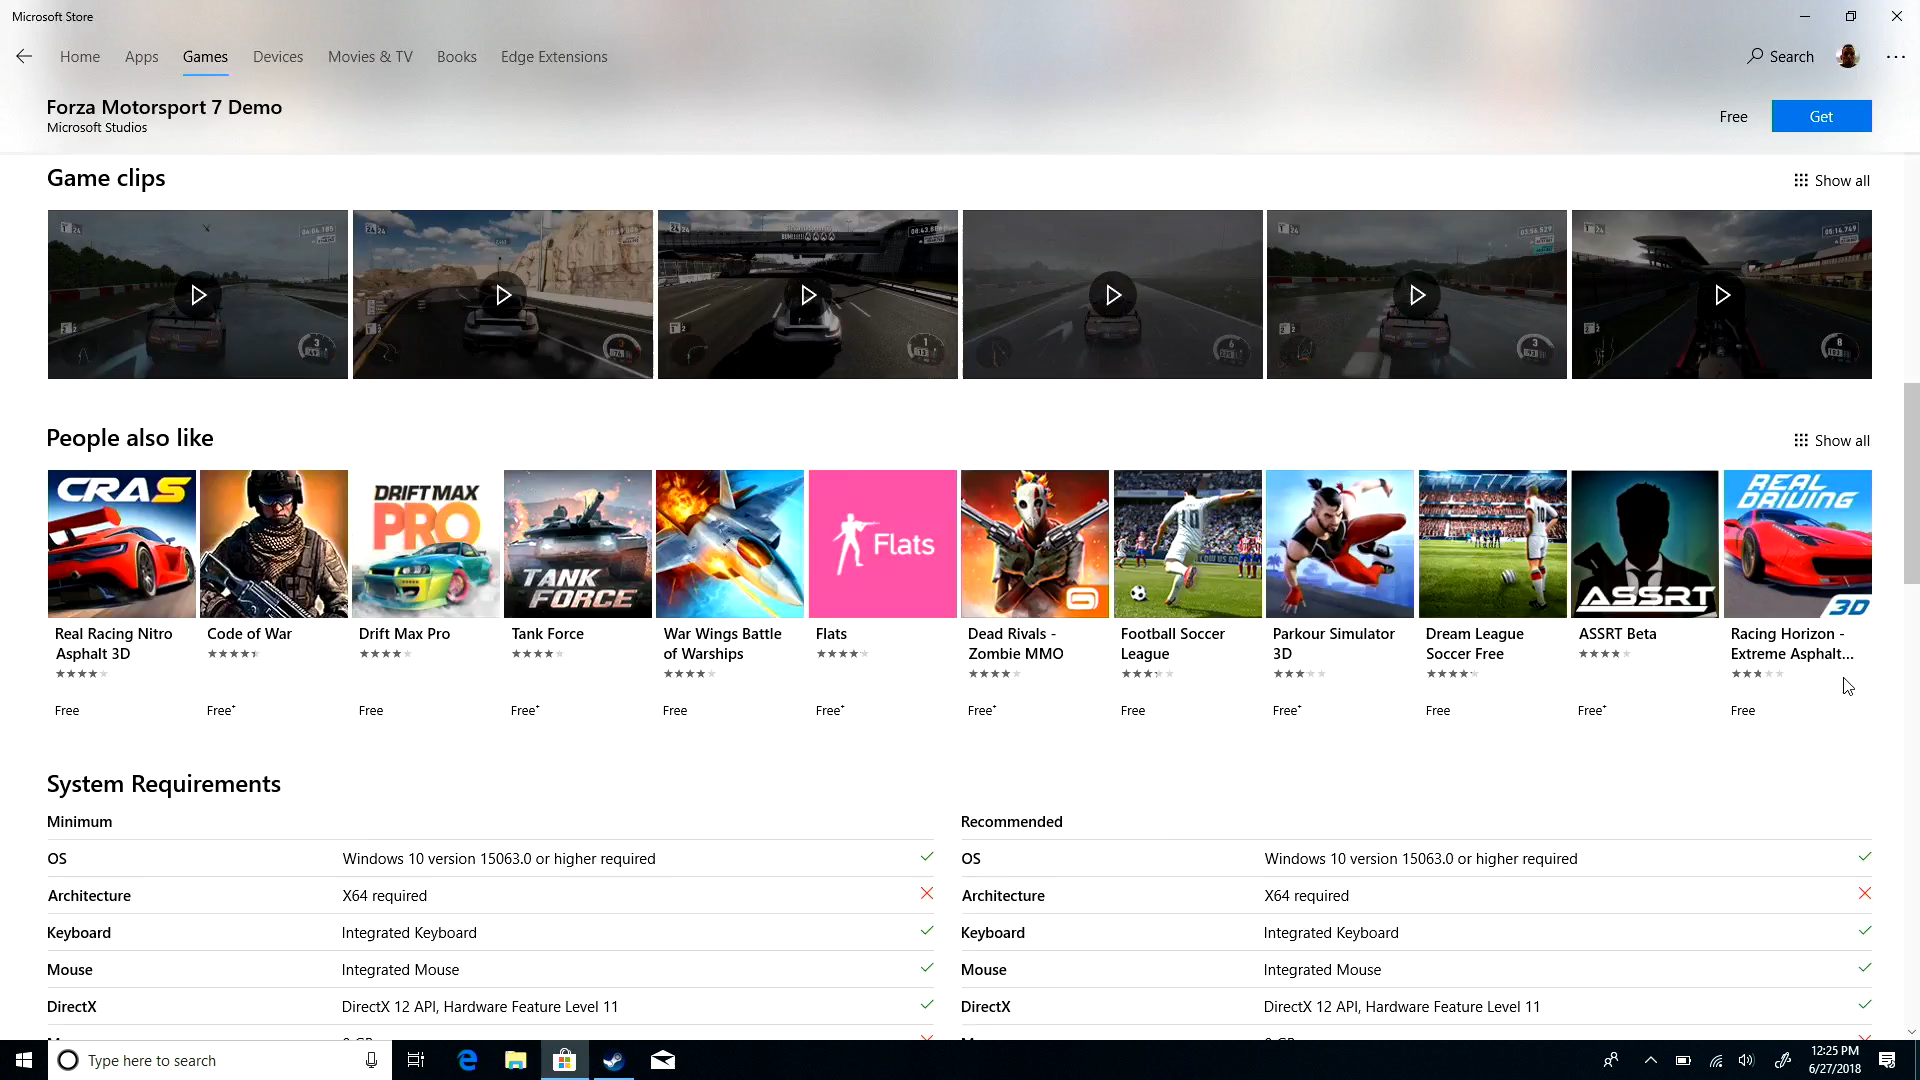 Microsoft Store
Home Apps Games Devices Movies & TV Books Edge Extensions Search
Forza Motorsport 7 Demo
Microsoft Studios
Free Get
Game clips Show all
People also like Show all
CRAS
DRIFTMAX
PRO
TANK
FORCE
Flats
10
ASSRT
REAL
DRIVING
3D
Real Racing Nitro
Asphalt 3D
Free
Code of War
Free+
Drift Max Pro
Free
Tank Force
Free+
War Wings Battle
of Warships
Free
Flats
Free+
Dead Rivals -
Zombie MMO
Free+
Football Soccer
League
Free
Parkour Simulator
3D
Free+
Dream League
Soccer Free
Free
ASSRT Beta
Free+
Racing Horizon -
Extreme Asphalt...
Free
System Requirements
Minimum
OS Windows 10 version 15063.0 or higher required
Architecture X64 required
Keyboard Integrated Keyboard
Mouse Integrated Mouse
DirectX DirectX 12 API, Hardware Feature Level 11
Recommended
OS Windows 10 version 15063.0 or higher required
Architecture X64 required
Keyboard Integrated Keyboard
Mouse Integrated Mouse
DirectX DirectX 12 API, Hardware Feature Level 11
Type here to search
12:25 PM
6/27/2018